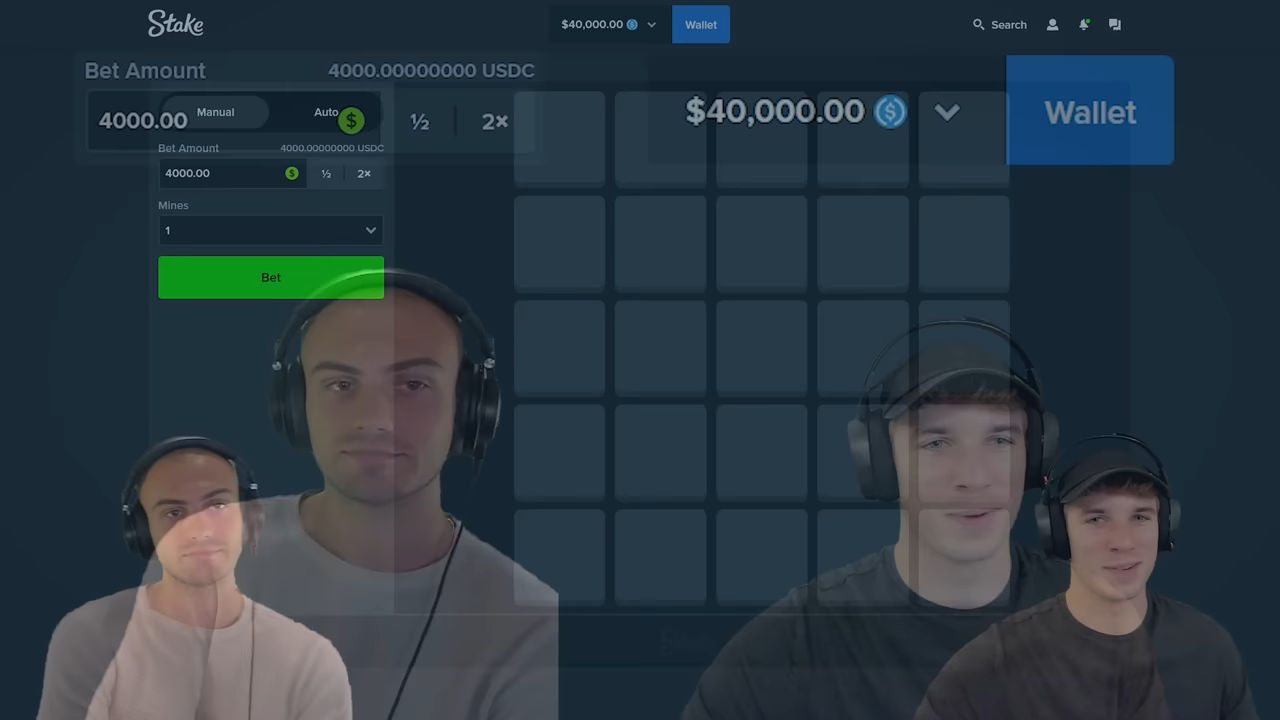 Stake
$40,000.00
Wallet
Search
Bet Amount 4000.00000000 USDC
4000.00 $ ½ 2×
$40,000.00 $
Wallet
Manual
Auto
Bet Amount 4000.00000000 USDC
4000.00 $ ½ 2×
Mines
1
Bet